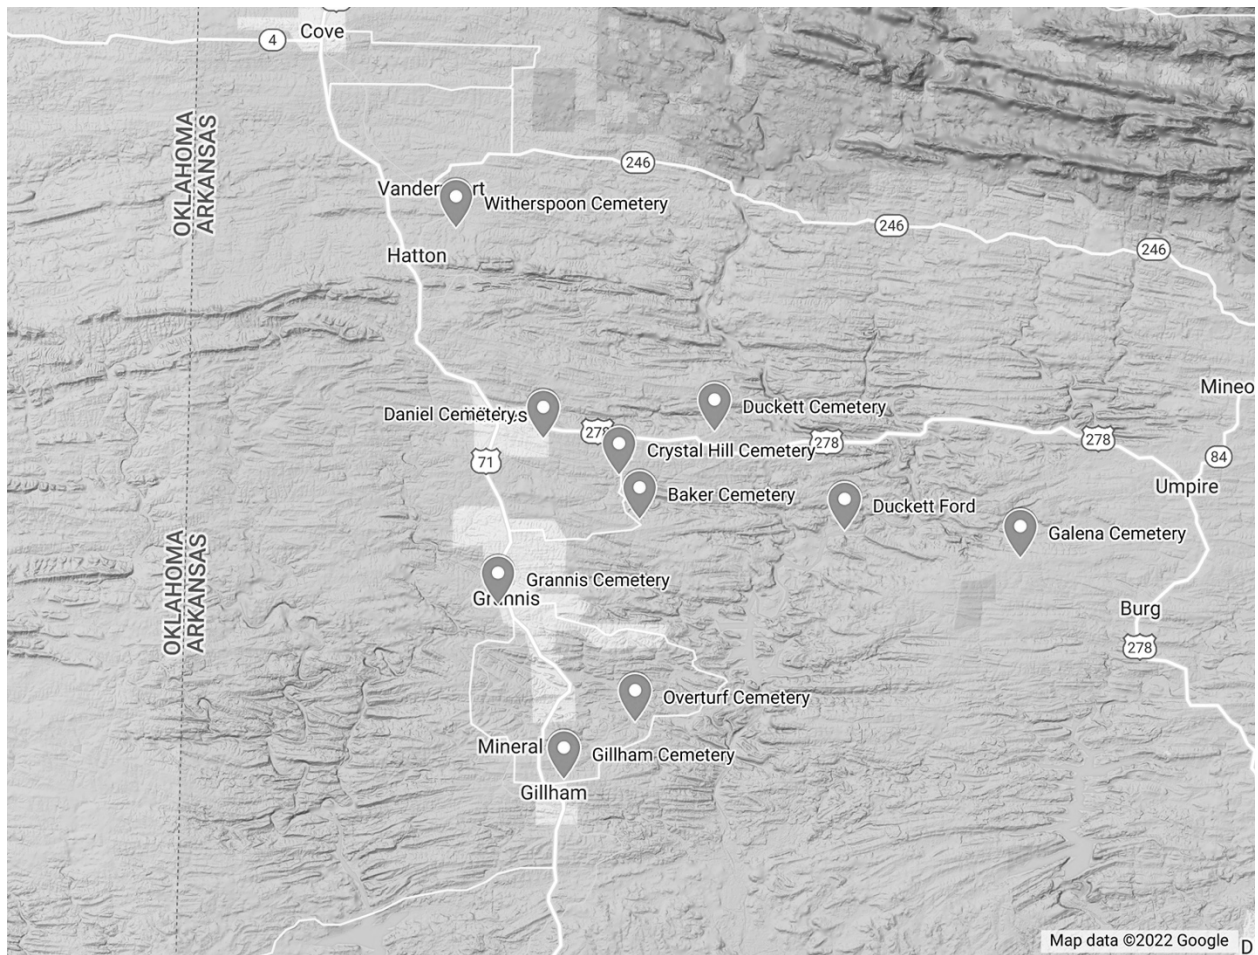 Cove
4
OKLAHOMA
ARKANSAS
246
Witherspoon Cemetery
246
246
Hatton
Mineo
Daniel Cemetery
Duckett Cemetery
278
278
278
Crystal Hill Cemetery
84
71
Umpire
Baker Cemetery
Duckett Ford
Galena Cemetery
OKLAHOMA
ARKANSAS
Grannis Cemetery
Burg
278
Overturf Cemetery
Mineral
Gillham Cemetery
Gillham
Map data ©2022 Google
D